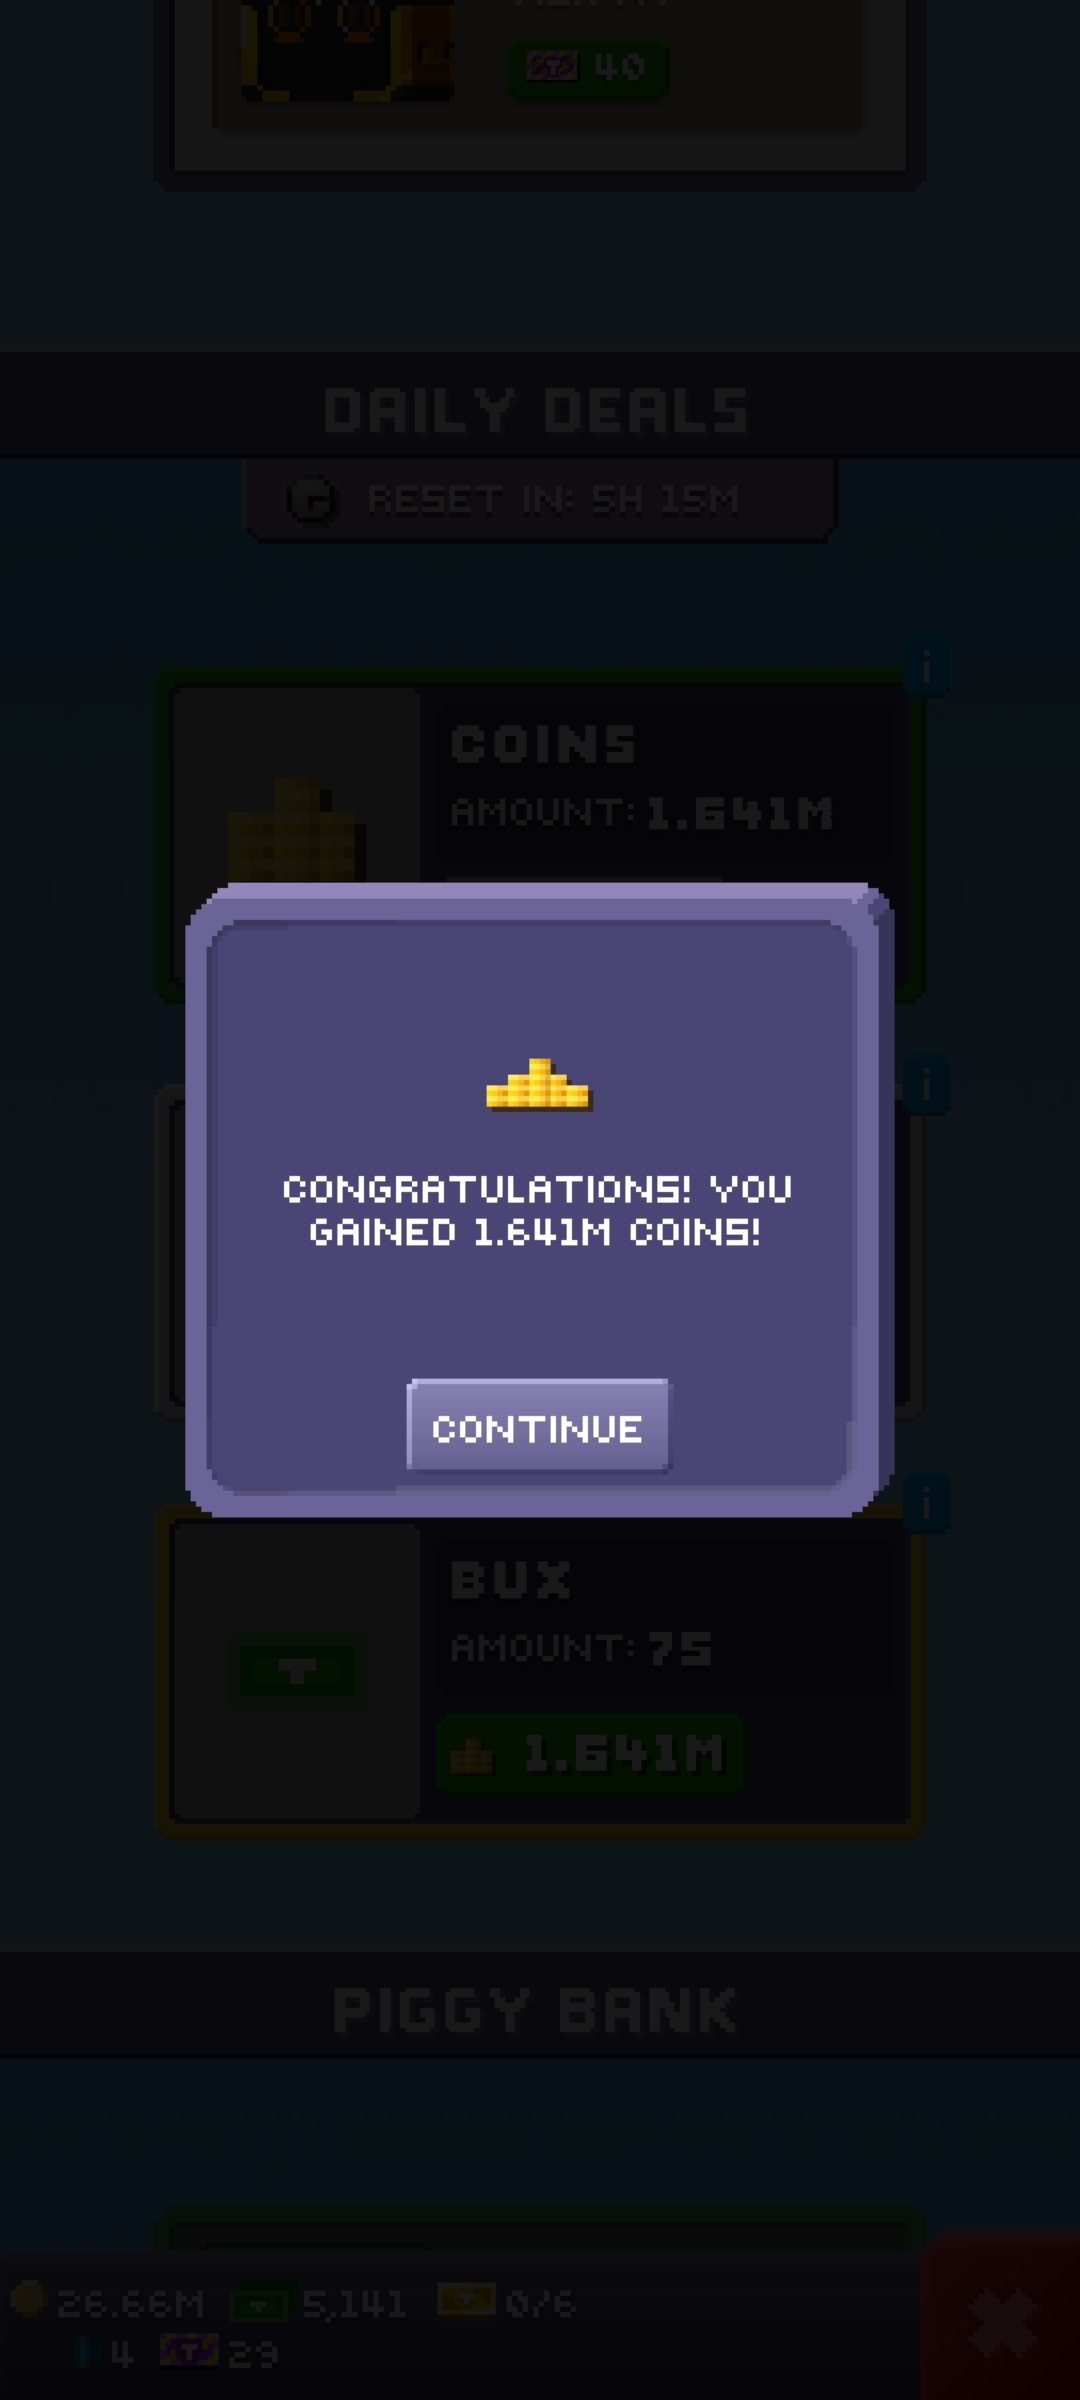 40
DAILY DEALS
RESET IN: 5H 15M
i
COINS
AMOUNT: 1.641M
i
CONGRATULATIONS! YOU
GAINED 1.641M COINS!
CONTINUE
i
BUX
AMOUNT: 75
1.641M
PIGGY BANK
26.66M 5,141 0/6
4 29